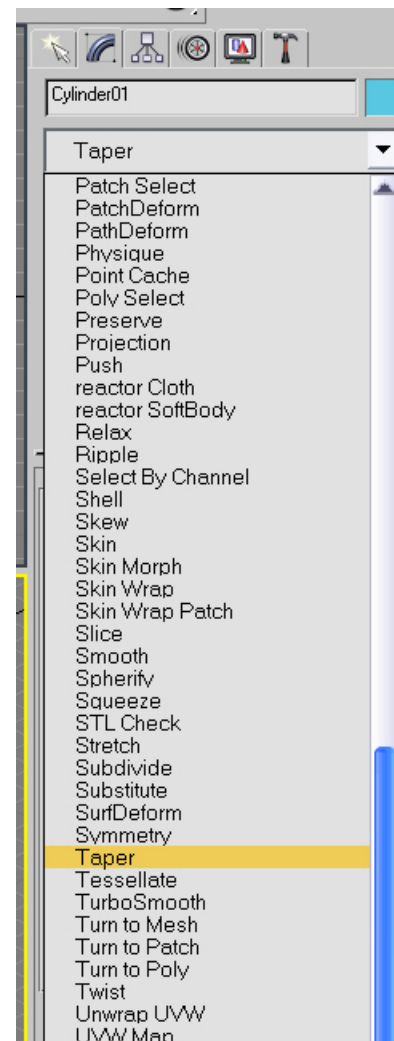 Cylinder01
Taper
Patch Select
PatchDeform
PathDeform
Physique
Point Cache
Poly Select
Preserve
Projection
Push
reactor Cloth
reactor SoftBody
Relax
Ripple
Select By Channel
Shell
Skew
Skin
Skin Morph
Skin Wrap
Skin Wrap Patch
Slice
Smooth
Spherify
Squeeze
STL Check
Stretch
Subdivide
Substitute
SurfDeform
Symmetry
Taper
Tessellate
TurboSmooth
Turn to Mesh
Turn to Patch
Turn to Poly
Twist
Unwrap UVW
UVW Map